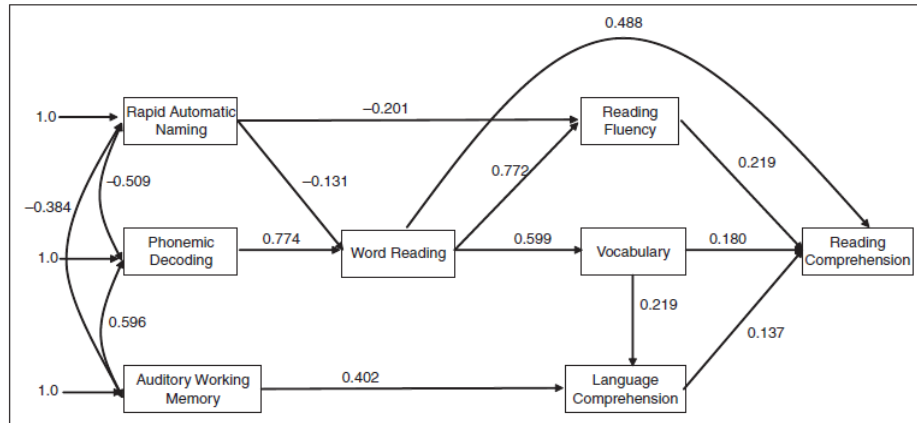 0.488
1.0
Rapid Automatic
Naming
−0.201
Reading
Fluency
−0.509
−0.384
−0.131
0.772
0.219
1.0
Phonemic
Decoding
0.774
Word Reading
0.599
Vocabulary
0.180
Reading
Comprehension
0.596
0.219
0.137
1.0
Auditory Working
Memory
0.402
Language
Comprehension